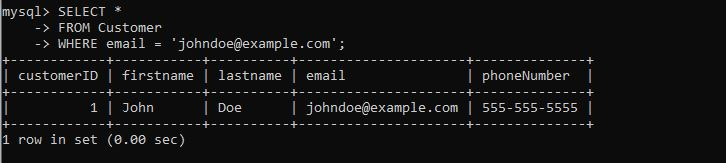 mysql> SELECT *
    -> FROM Customer
    -> WHERE email = 'johndoe@example.com';
+------------+-----------+----------+---------------------+--------------+
| customerID | firstname | lastname | email               | phoneNumber  |
+------------+-----------+----------+---------------------+--------------+
|          1 | John      | Doe      | johndoe@example.com | 555-555-5555 |
+------------+-----------+----------+---------------------+--------------+
1 row in set (0.00 sec)